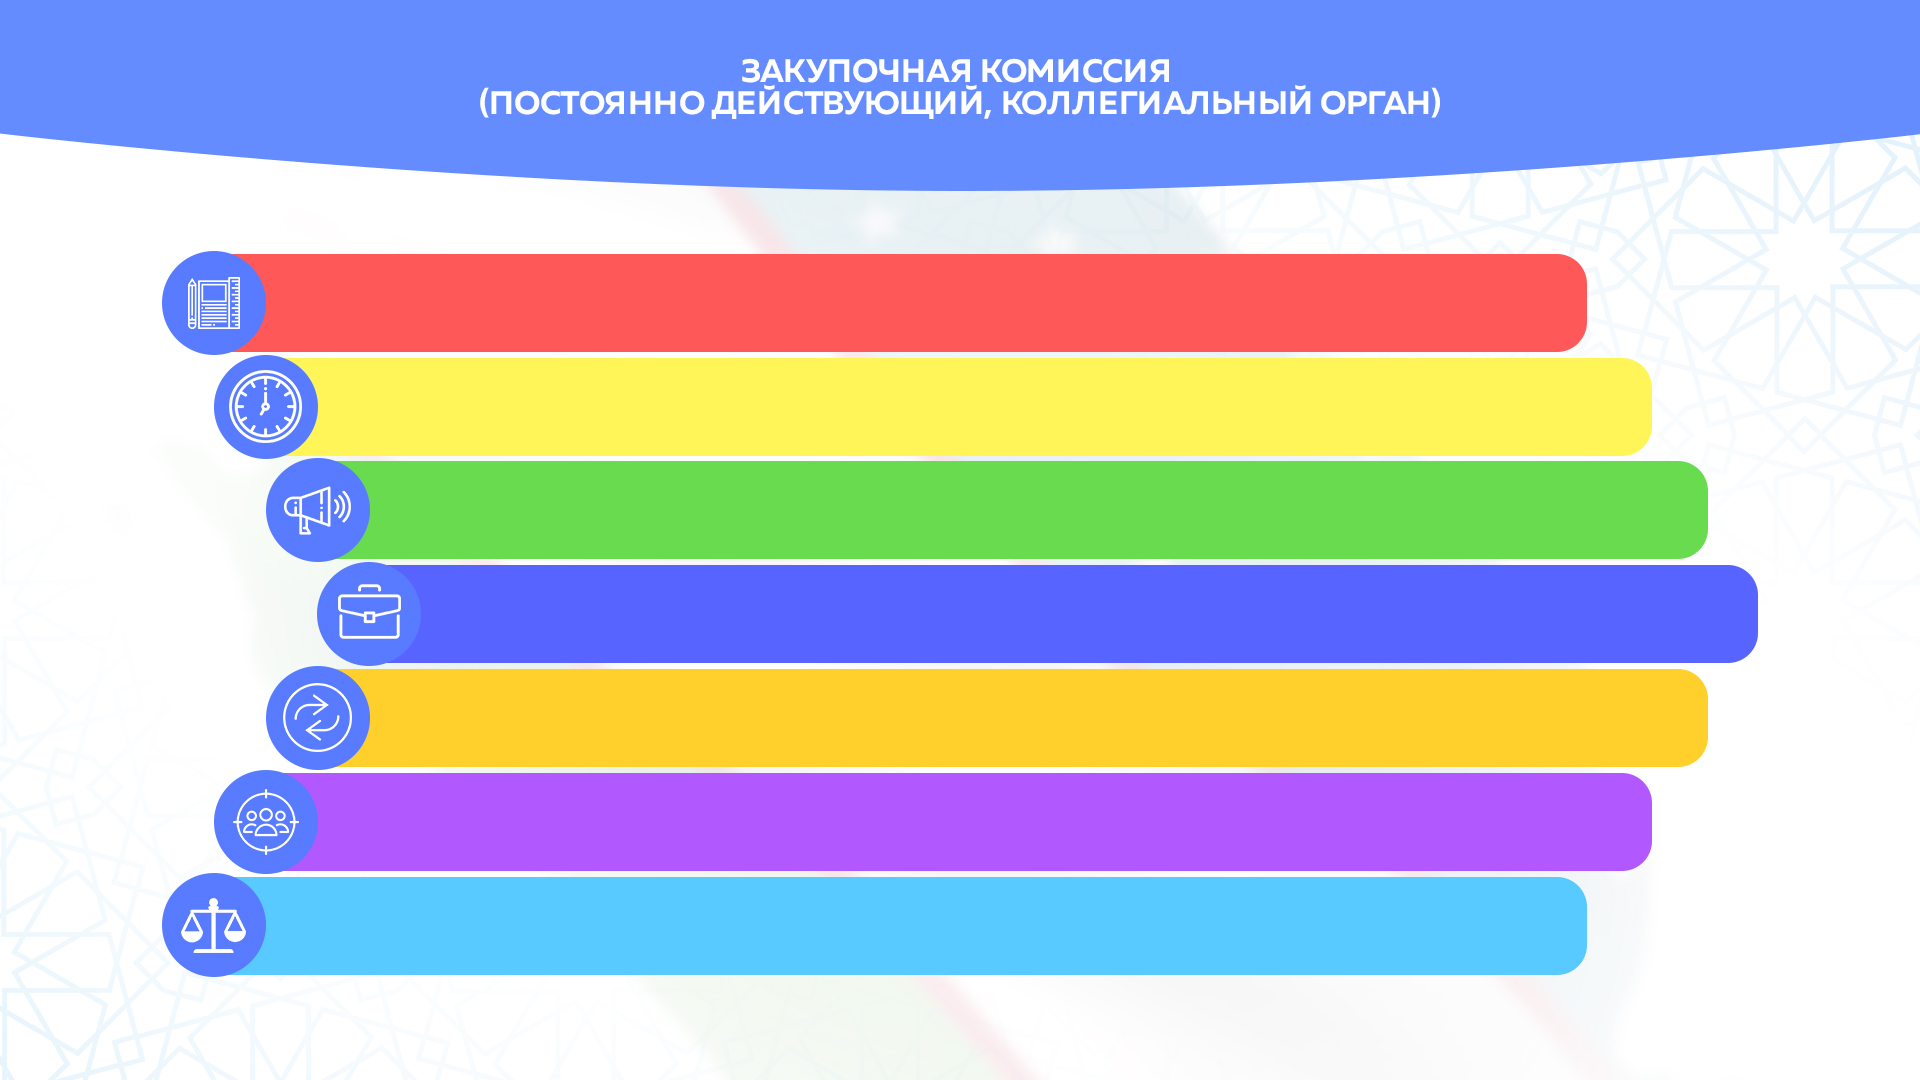 ЗАКУПОЧНАЯ КОМИССИЯ
(ПОСТОЯННО ДЕЙСТВУЮЩИЙ, КОЛЛЕГИАЛЬНЫЙ ОРГАН)